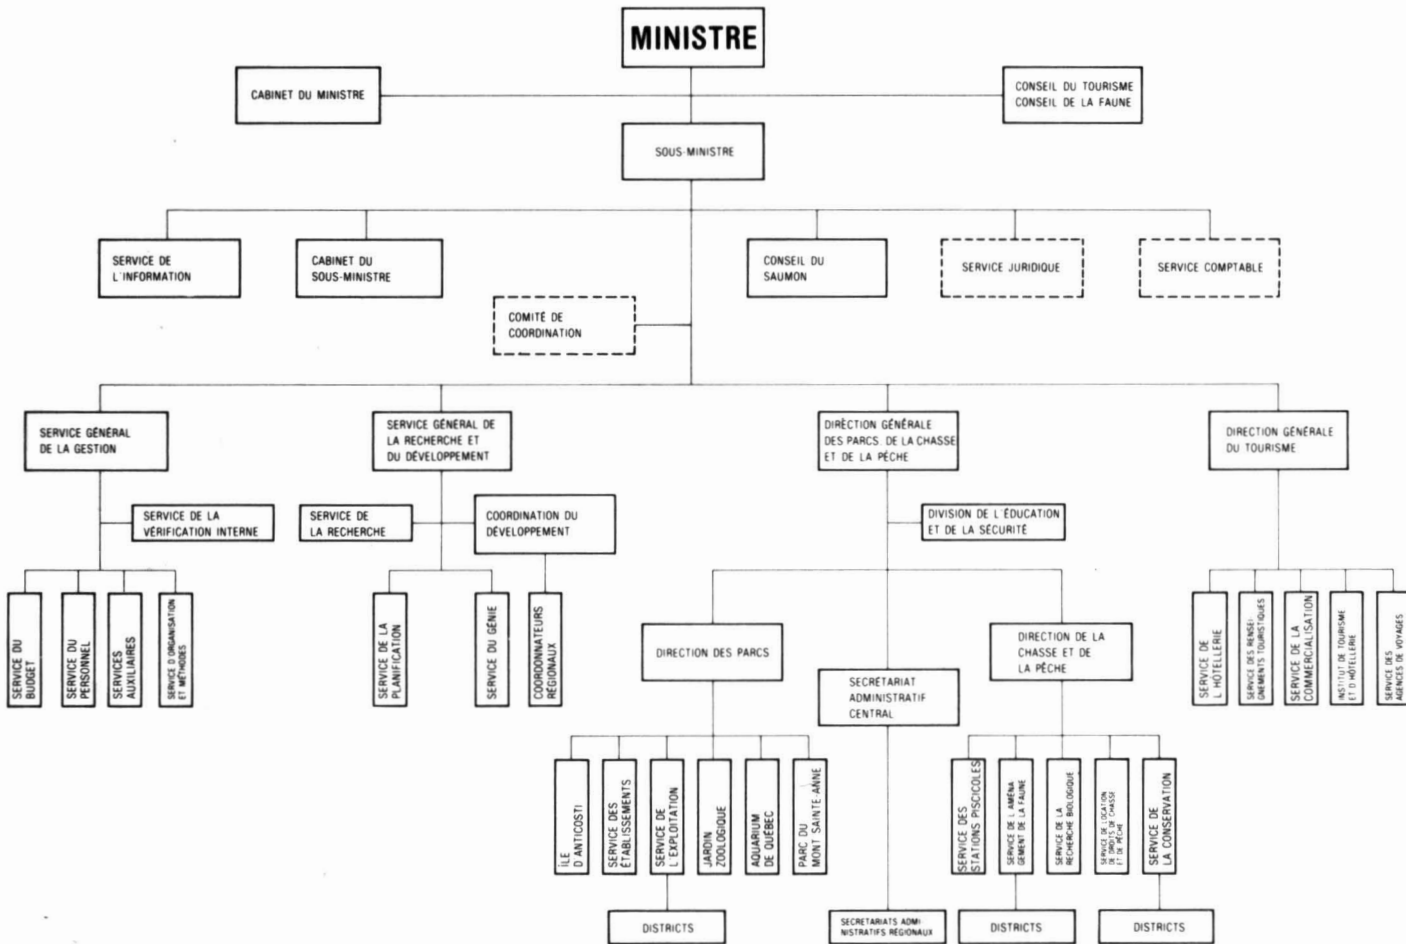 MINISTRE
CABINET DU MINISTRE
CONSEIL DU TOURISME
CONSEIL DE LA FAUNE
SOUS-MINISTRE
SERVICE DE
L'INFORMATION
CABINET DU
SOUS-MINISTRE
CONSEIL DU
SAUMON
SERVICE JURIDIQUE
SERVICE COMPTABLE
COMITÉ DE
COORDINATION
SERVICE GÉNÉRAL
DE LA GESTION
SERVICE GÉNÉRAL DE
LA RECHERCHE ET
DU DÉVELOPPEMENT
DIRECTION GÉNÉRALE
DES PARCS DE LA CHASSE
ET DE LA PÊCHE
DIRECTION GÉNÉRALE
DU TOURISME
SERVICE DE LA
VÉRIFICATION INTERNE
SERVICE DE
LA RECHERCHE
COORDINATION DU
DÉVELOPPEMENT
DIVISION DE L'ÉDUCATION
ET DE LA SÉCURITÉ
SERVICE DU
BUDGET
SERVICE DU
PERSONNEL
SERVICES
AUXILIAIRES
SERVICE D'ORGANISATION
ET MÉTHODES
SERVICE DE LA
PLANIFICATION
SERVICE DU GÉNIE
COORDONNATEURS
RÉGIONAUX
DIRECTION DES PARCS
SECRÉTARIAT
ADMINISTRATIF
CENTRAL
DIRECTION DE LA
CHASSE ET DE
LA PÊCHE
SERVICE DE
L HÔTELLERIE
SERVICE DES RENSEI-
GNEMENTS TOURISTIQUES
SERVICE DE LA
COMMERCIALISATION
INSTITUT DE TOURISME
ET D HÔTELLERIE
SERVICE DES
AGENCES DE VOYAGES
ÎLE
D'ANTICOSTI
SERVICE DES
ÉTABLISSEMENTS
SERVICE DE
L'EXPLOITATION
JARDIN
ZOOLOGIQUE
AQUARIUM
DE QUÉBEC
PARC DU
MONT SAINTE-ANNE
SERVICE DES
STATIONS PISCICOLES
SERVICE DE L AMÉNA
GEMENT DE LA FAUNE
SERVICE DE LA
RECHERCHE BIOLOGIQUE
SERVICE DE LOCATION
DE DROITS DE CHASSE
ET DE PÊCHE
SERVICE DE
LA CONSERVATION
DISTRICTS
SECRÉTARIATS ADMI
NISTRATIFS RÉGIONAUX
DISTRICTS
DISTRICTS